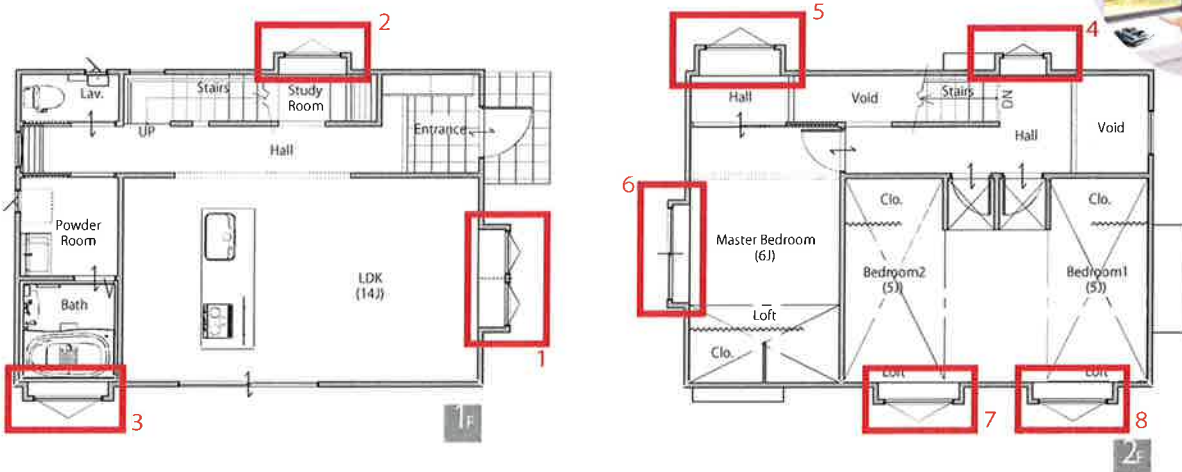 2
Lav.
Stairs
Study
Room
UP
Entrance
Hall
Powder
Room
LDK
(14J)
Bath
1
3
1F
5
4
Hall
Void
Stairs
DN
Hall
Void
6
Clo.
Clo.
Master Bedroom
(6J)
Bedroom2
(5J)
Bedroom1
(5J)
Loft
Clo.
Loft
Loft
7
8
2F